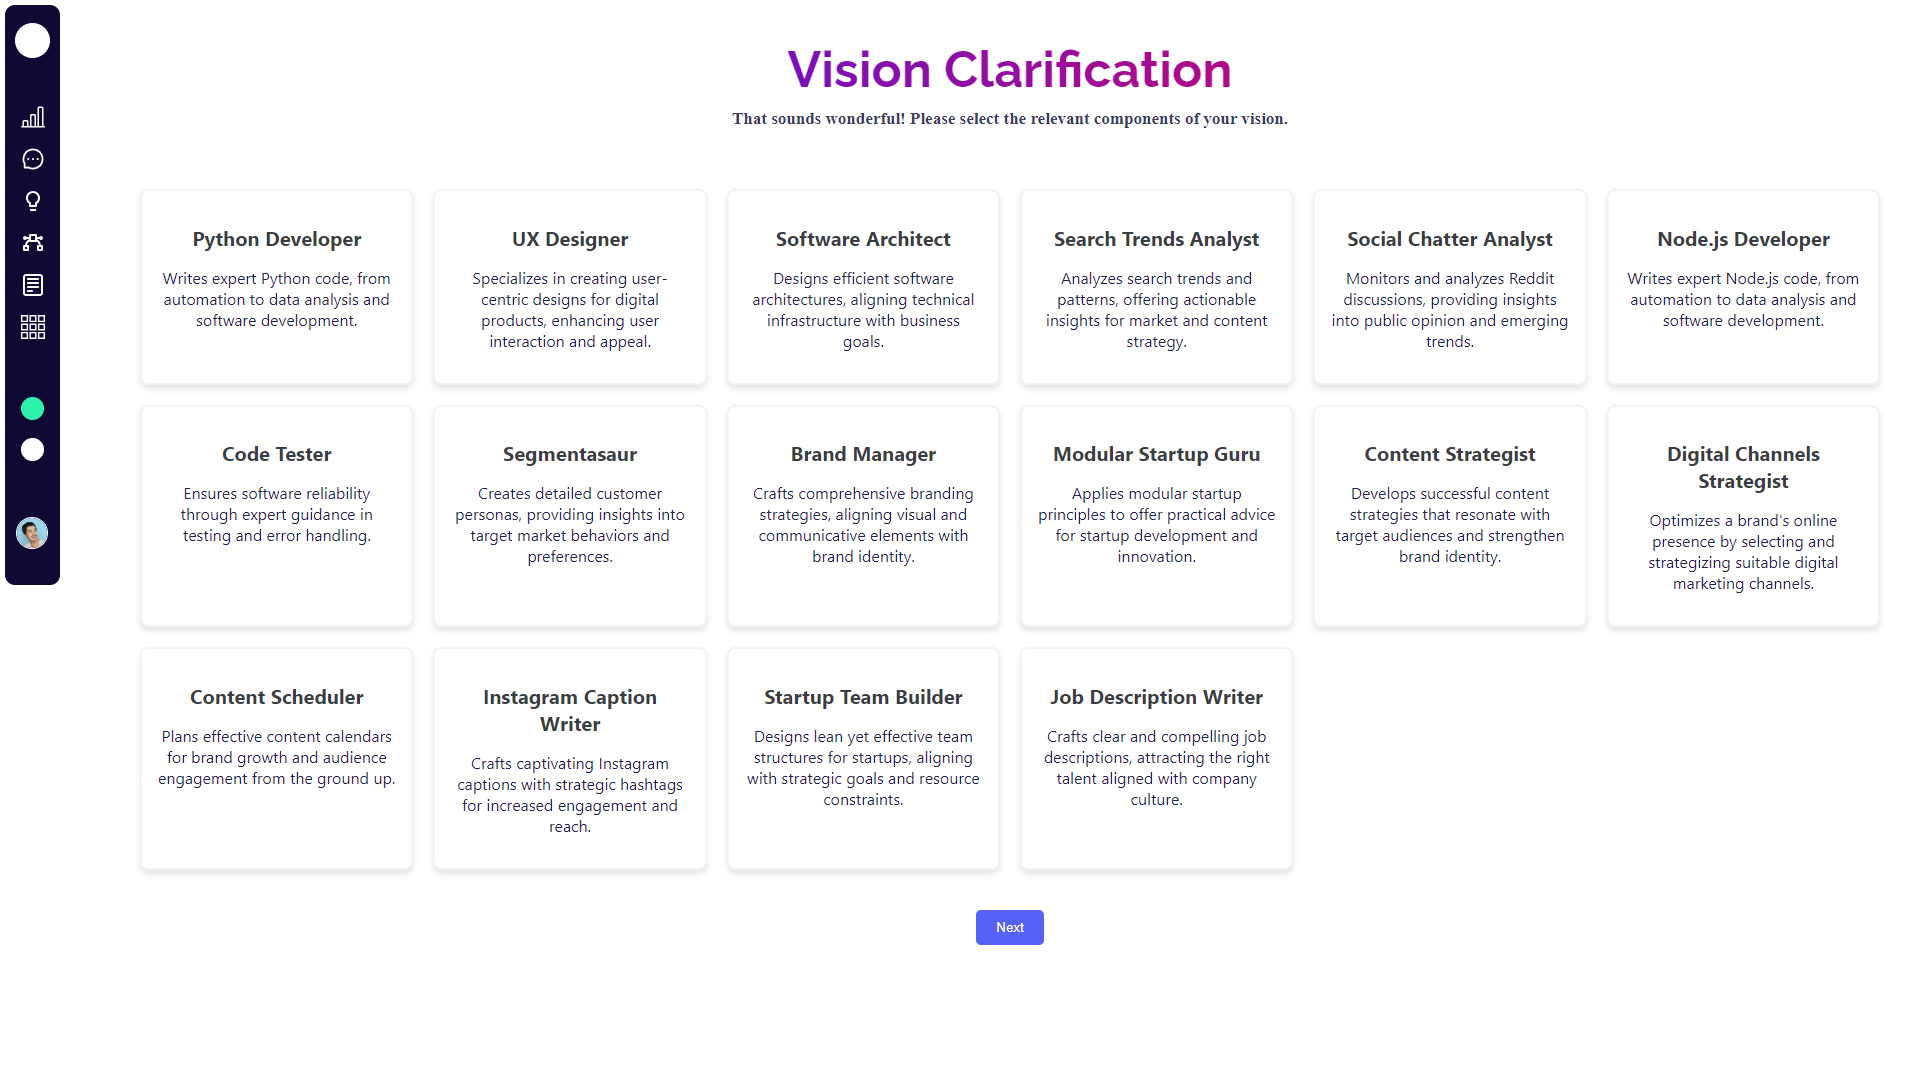 Vision Clarification
That sounds wonderful! Please select the relevant components of your vision.
Python Developer
Writes expert Python code, from
automation to data analysis and
software development.
UX Designer
Specializes in creating user-
centric designs for digital
products, enhancing user
interaction and appeal.
Software Architect
Designs efficient software
architectures, aligning technical
infrastructure with business
goals.
Search Trends Analyst
Analyzes search trends and
patterns, offering actionable
insights for market and content
strategy.
Social Chatter Analyst
Monitors and analyzes Reddit
discussions, providing insights
into public opinion and emerging
trends.
Node.js Developer
Writes expert Node.js code, from
automation to data analysis and
software development.
Code Tester
Ensures software reliability
through expert guidance in
testing and error handling.
Segmentasaur
Creates detailed customer
personas, providing insights into
target market behaviors and
preferences.
Brand Manager
Crafts comprehensive branding
strategies, aligning visual and
communicative elements with
brand identity.
Modular Startup Guru
Applies modular startup
principles to offer practical advice
for startup development and
innovation.
Content Strategist
Develops successful content
strategies that resonate with
target audiences and strengthen
brand identity.
Digital Channels
Strategist
Optimizes a brand's online
presence by selecting and
strategizing suitable digital
marketing channels.
Content Scheduler
Plans effective content calendars
for brand growth and audience
engagement from the ground up.
Instagram Caption
Writer
Crafts captivating Instagram
captions with strategic hashtags
for increased engagement and
reach.
Startup Team Builder
Designs lean yet effective team
structures for startups, aligning
with strategic goals and resource
constraints.
Job Description Writer
Crafts clear and compelling job
descriptions, attracting the right
talent aligned with company
culture.
Next